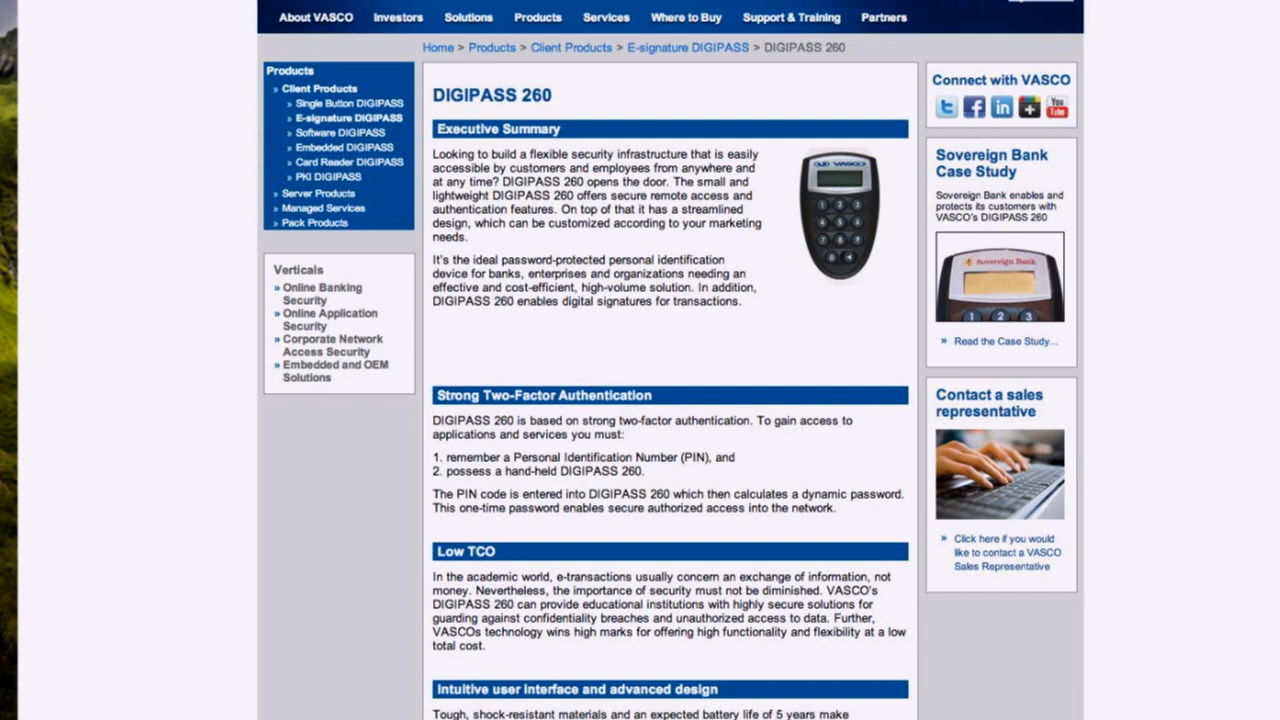 About VASCO Investors Solutions Products Services Where to Buy Support & Training Partners
Home > Products > Client Products > E-signature DIGIPASS > DIGIPASS 260
Products
» Client Products
» Single Button DIGIPASS
» E-signature DIGIPASS
» Software DIGIPASS
» Embedded DIGIPASS
» Card Reader DIGIPASS
» PKI DIGIPASS
» Server Products
» Managed Services
» Pack Products
Verticals
» Online Banking
Security
» Online Application
Security
» Corporate Network
Access Security
» Embedded and OEM
Solutions
DIGIPASS 260
Executive Summary
Looking to build a flexible security infrastructure that is easily
accessible by customers and employees from anywhere and
at any time? DIGIPASS 260 opens the door. The small and
lightweight DIGIPASS 260 offers secure remote access and
authentication features. On top of that it has a streamlined
design, which can be customized according to your marketing
needs.
It's the ideal password-protected personal identification
device for banks, enterprises and organizations needing an
effective and cost-efficient, high-volume solution. In addition,
DIGIPASS 260 enables digital signatures for transactions.
VASCO
1 2 3
4 5 6
7 8 9
0
Strong Two-Factor Authentication
DIGIPASS 260 is based on strong two-factor authentication. To gain access to
applications and services you must:
1. remember a Personal Identification Number (PIN), and
2. possess a hand-held DIGIPASS 260.
The PIN code is entered into DIGIPASS 260 which then calculates a dynamic password.
This one-time password enables secure authorized access into the network.
Low TCO
In the academic world, e-transactions usually concern an exchange of information, not
money. Nevertheless, the importance of security must not be diminished. VASCO's
DIGIPASS 260 can provide educational institutions with highly secure solutions for
guarding against confidentiality breaches and unauthorized access to data. Further,
VASCOs technology wins high marks for offering high functionality and flexibility at a low
total cost.
Intuitive user Interface and advanced design
Tough, shock-resistant materials and an expected battery life of 5 years make
Connect with VASCO
You
Tube
Sovereign Bank
Case Study
Sovereign Bank enables and
protects its customers with
VASCO's DIGIPASS 260
Sovereign Bank
1 2 3
» Read the Case Study...
Contact a sales
representative
» Click here if you would
like to contact a VASCO
Sales Representative